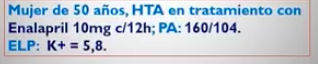 Mujer de 50 años, HTA en tratamiento con
Enalapril 10mg c/12h; PA: 160/104.
ELP: K+ = 5,8.